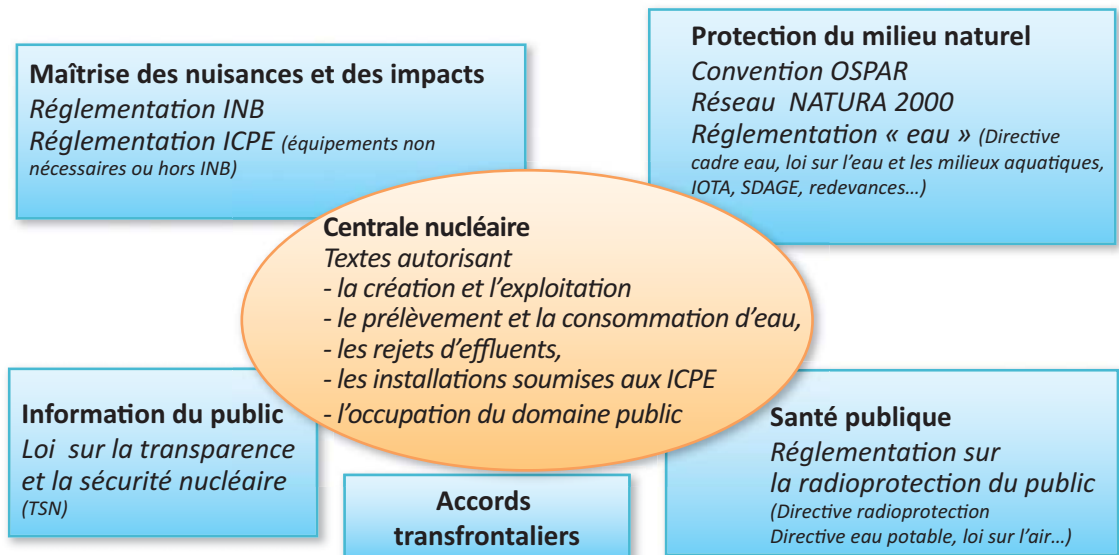 Maîtrise des nuisances et des impacts
Réglementation INB
Réglementation ICPE (équipements non
nécessaires ou hors INB)
Protection du milieu naturel
Convention OSPAR
Réseau NATURA 2000
Réglementation « eau » (Directive
cadre eau, loi sur l'eau et les milieux aquatiques,
IOTA, SDAGE, redevances...)
Centrale nucléaire
Textes autorisant
- la création et l'exploitation
- le prélèvement et la consommation d'eau,
- les rejets d'effluents,
- les installations soumises aux ICPE
- l'occupation du domaine public
Information du public
Loi sur la transparence
et la sécurité nucléaire
(TSN)
Accords
transfrontaliers
Santé publique
Réglementation sur
la radioprotection du public
(Directive radioprotection
Directive eau potable, loi sur l'air...)